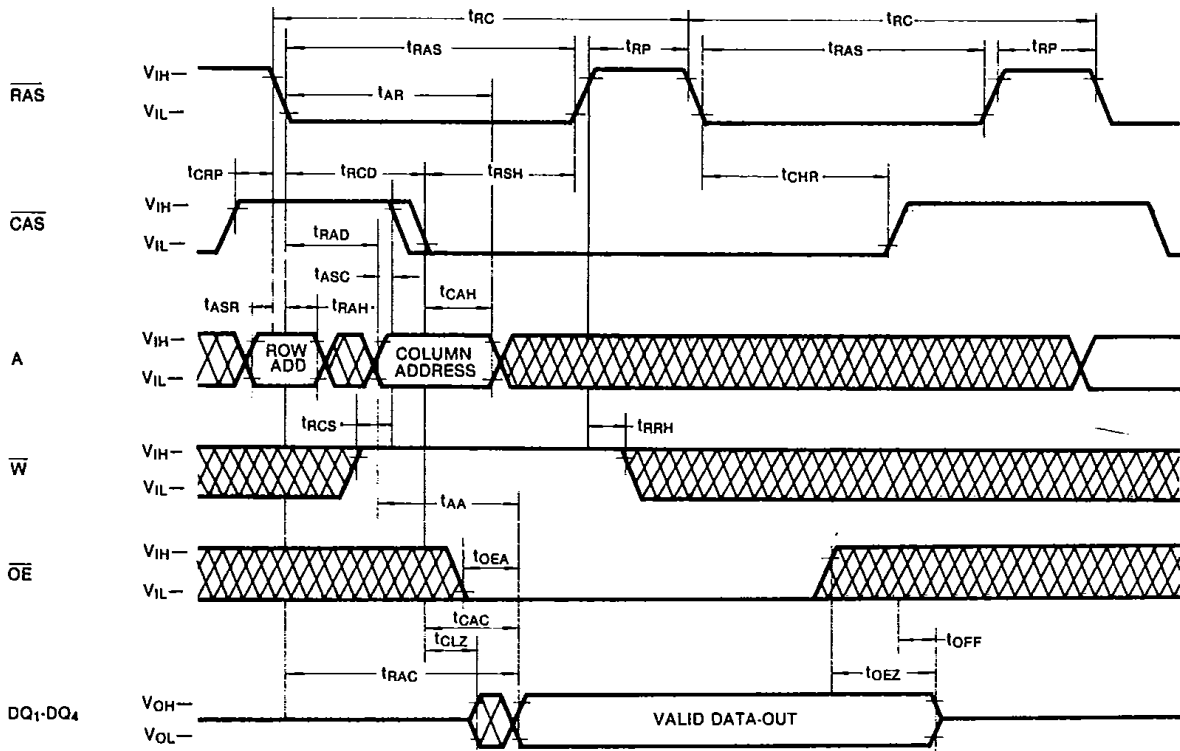 tRC tRC
tRAS tRP tRAS tRP
RAS VIH— tAR
VIL—
tCRP tRCD tRSH tCHR
CAS VIH—
VIL— tRAD
tASC
tASR tRAH tCAH
A VIH— ROW ADD COLUMN ADDRESS
VIL—
tRCS tRRH
W VIH—
VIL—
tAA
OE VIH— tOEA
VIL—
tCAC
tCLZ tOFF
tRAC tOEZ
DQ1-DQ4 VOH— VALID DATA-OUT
VOL—